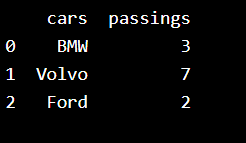 cars passings
0 BMW 3
1 Volvo 7
2 Ford 2